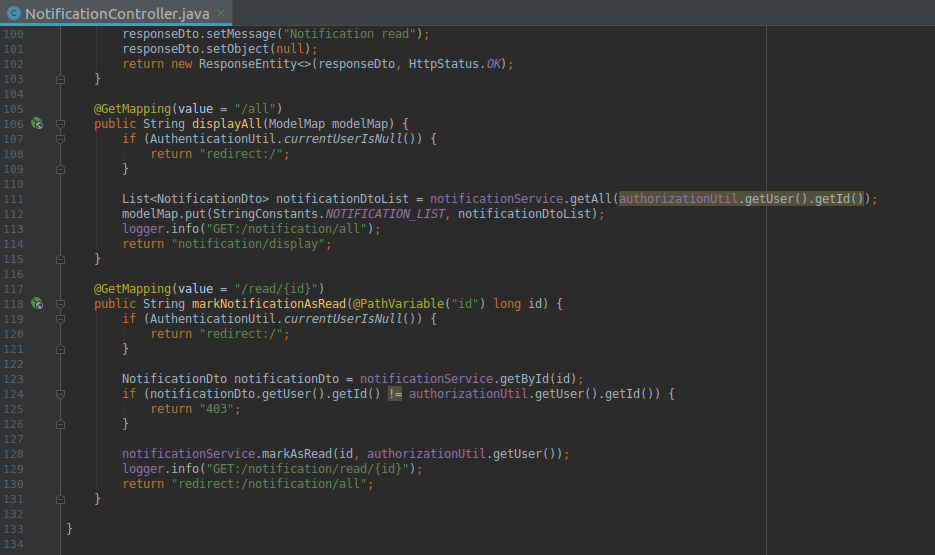 NotificationController.java
100 responseDto.setMessage("Notification read");
101 responseDto.setObject(null);
102 return new ResponseEntity<>(responseDto, HttpStatus.OK);
103 }
104
105 @GetMapping(value = "/all")
106 public String displayAll(ModelMap modelMap) {
107 if (AuthenticationUtil.currentUserIsNull()) {
108 return "redirect:/";
109 }
110
111 List<NotificationDto> notificationDtoList = notificationService.getAll(authorizationUtil.getUser().getId());
112 modelMap.put(StringConstants.NOTIFICATION_LIST, notificationDtoList);
113 logger.info("GET:/notification/all");
114 return "notification/display";
115 }
116
117 @GetMapping(value = "/read/{id}")
118 public String markNotificationAsRead(@PathVariable("id") long id) {
119 if (AuthenticationUtil.currentUserIsNull()) {
120 return "redirect:/";
121 }
122
123 NotificationDto notificationDto = notificationService.getById(id);
124 if (notificationDto.getUser().getId() != authorizationUtil.getUser().getId()) {
125 return "403";
126 }
127
128 notificationService.markAsRead(id, authorizationUtil.getUser());
129 logger.info("GET:/notification/read/{id}");
130 return "redirect:/notification/all";
131 }
132
133 }
134